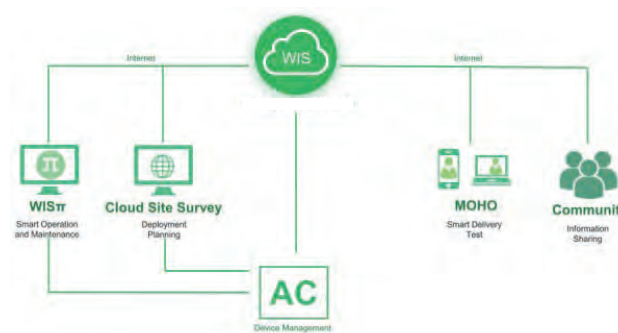 WIS
Internet
Internet
π
WISπ
Smart Operation
and Maintenance
Cloud Site Survey
Deployment
Planning
MOHO
Smart Delivery
Test
Communit
Information
Sharing
AC
Device Management